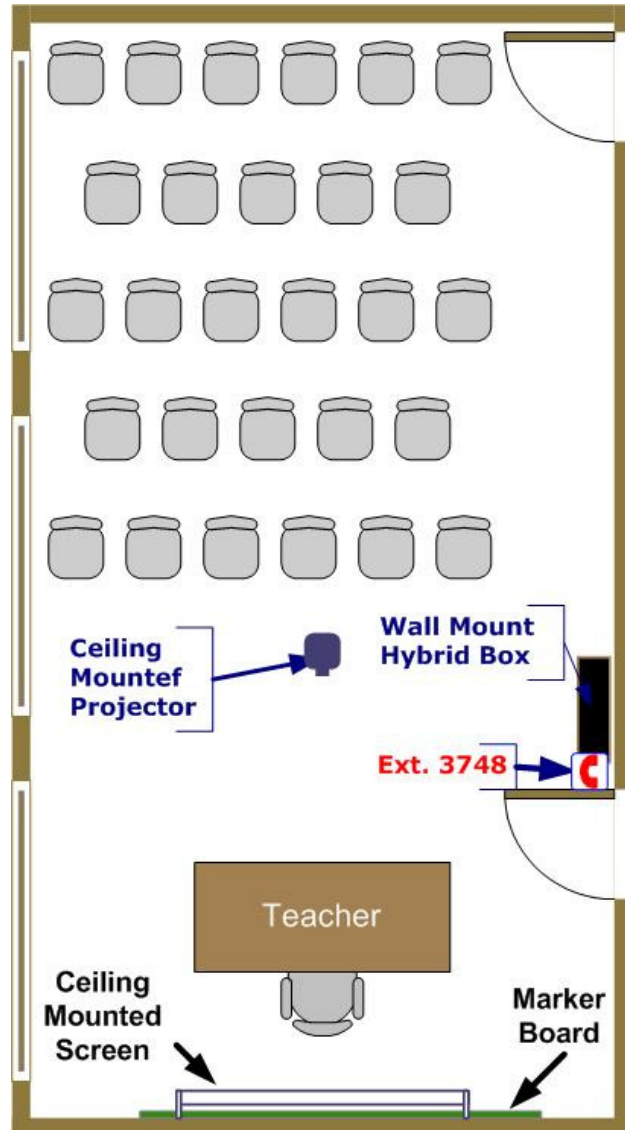 Ceiling
Mountef
Projector
Wall Mount
Hybrid Box
Ext. 3748
Teacher
Ceiling
Mounted
Screen
Marker
Board